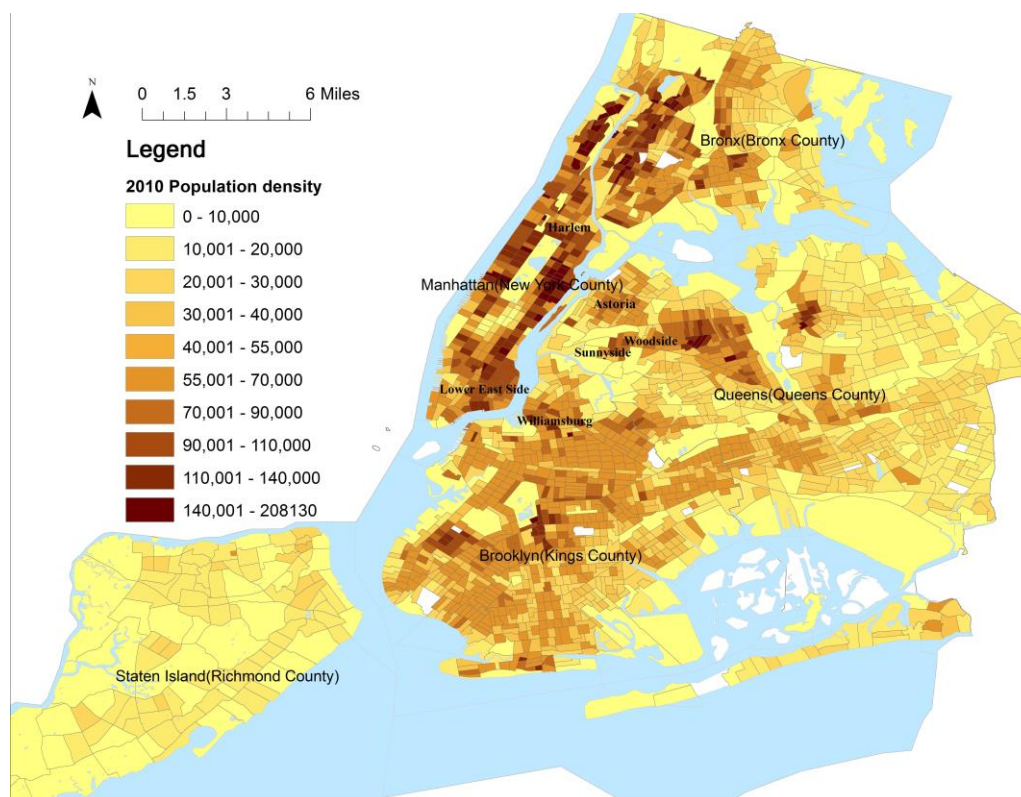 N
0 1.5 3 6 Miles
Legend
2010 Population density
0 - 10,000
10,001 - 20,000
20,001 - 30,000
30,001 - 40,000
40,001 - 55,000
55,001 - 70,000
70,001 - 90,000
90,001 - 110,000
110,001 - 140,000
140,001 - 208130
Bronx(Bronx County)
Harlem
Manhattan(New York County)
Astoria
Woodside
Sunnyside
Lower East Side
Queens(Queens County)
Williamsburg
Brooklyn(Kings County)
Staten Island(Richmond County)